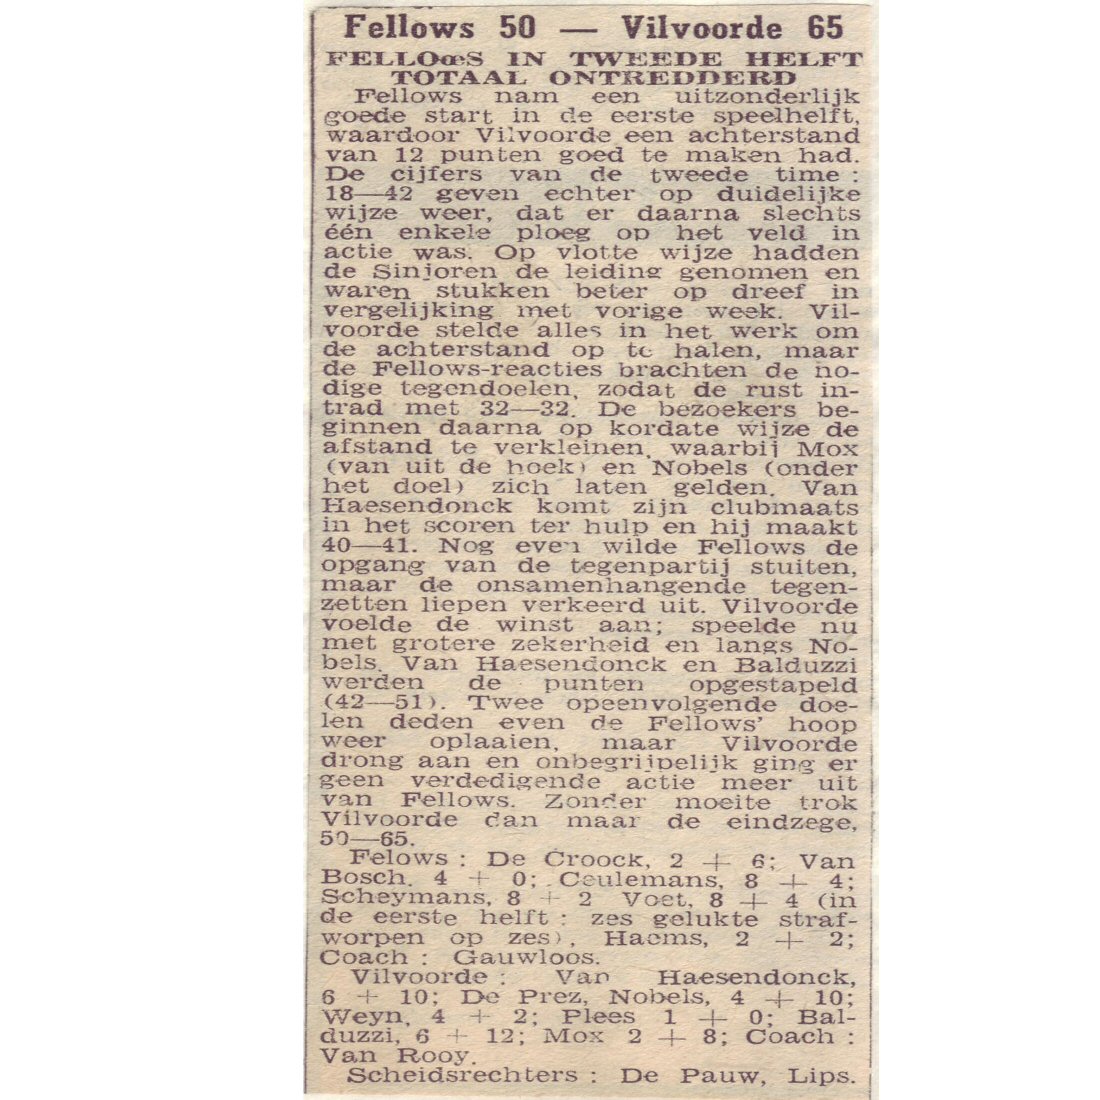 Fellows 50 — Vilvoorde 65
FELLOœS IN TWEEDE HELFT
TOTAAL ONTREDDERD
Fellows nam een uitzonderlijk
goede start in de eerste speelhelft,
waardoor Vilvoorde een achterstand
van 12 punten goed te maken had.
De cijfers van de tweede time :
18—42 geven echter op duidelijke
wijze weer, dat er daarna slechts
één enkele ploeg op het veld in
actie was. Op vlotte wijze hadden
de Sinjoren de leiding genomen en
waren stukken beter op dreef in
vergelijking met vorige week. Vil-
voorde stelde alles in het werk om
de achterstand op te halen, maar
de Fellows-reacties brachten de no-
dige tegendoelen, zodat de rust in-
trad met 32—32. De bezoekers be-
ginnen daarna op kordate wijze de
afstand te verkleinen, waarbij Mox
(van uit de hoek) en Nobels (onder
het doel) zich laten gelden. Van
Haesendonck komt zijn clubmaats
in het scoren ter hulp en hij maakt
40—41. Nog even wilde Fellows de
opgang van de tegenpartij stuiten,
maar de onsamenhangende tegen-
zetten liepen verkeerd uit. Vilvoorde
voelde de winst aan; speelde nu
met grotere zekerheid en langs No-
bels. Van Haesendonck en Balduzzi
werden de punten opgestapeld
(42—51). Twee opeenvolgende doe-
len deden even de Fellows' hoop
weer oplaaien, maar Vilvoorde
drong aan en onbegrijpelijk ging er
geen verdedigende actie meer uit
van Fellows. Zonder moeite trok
Vilvoorde dan maar de eindzege,
50—65.
Felows : De Croock, 2 + 6; Van
Bosch. 4 + 0; Ceulemans, 8 + 4;
Scheymans, 8 + 2 Voet, 8 + 4 (in
de eerste helft : zes gelukte straf-
worpen op zes), Haems, 2 + 2;
Coach : Gauwloos.
Vilvoorde : Van Haesendonck,
6 + 10; De Prez, Nobels, 4 + 10;
Weyn, 4 + 2; Plees 1 + 0; Bal-
duzzi, 6 + 12; Mox 2 + 8; Coach :
Van Rooy.
Scheidsrechters : De Pauw, Lips.